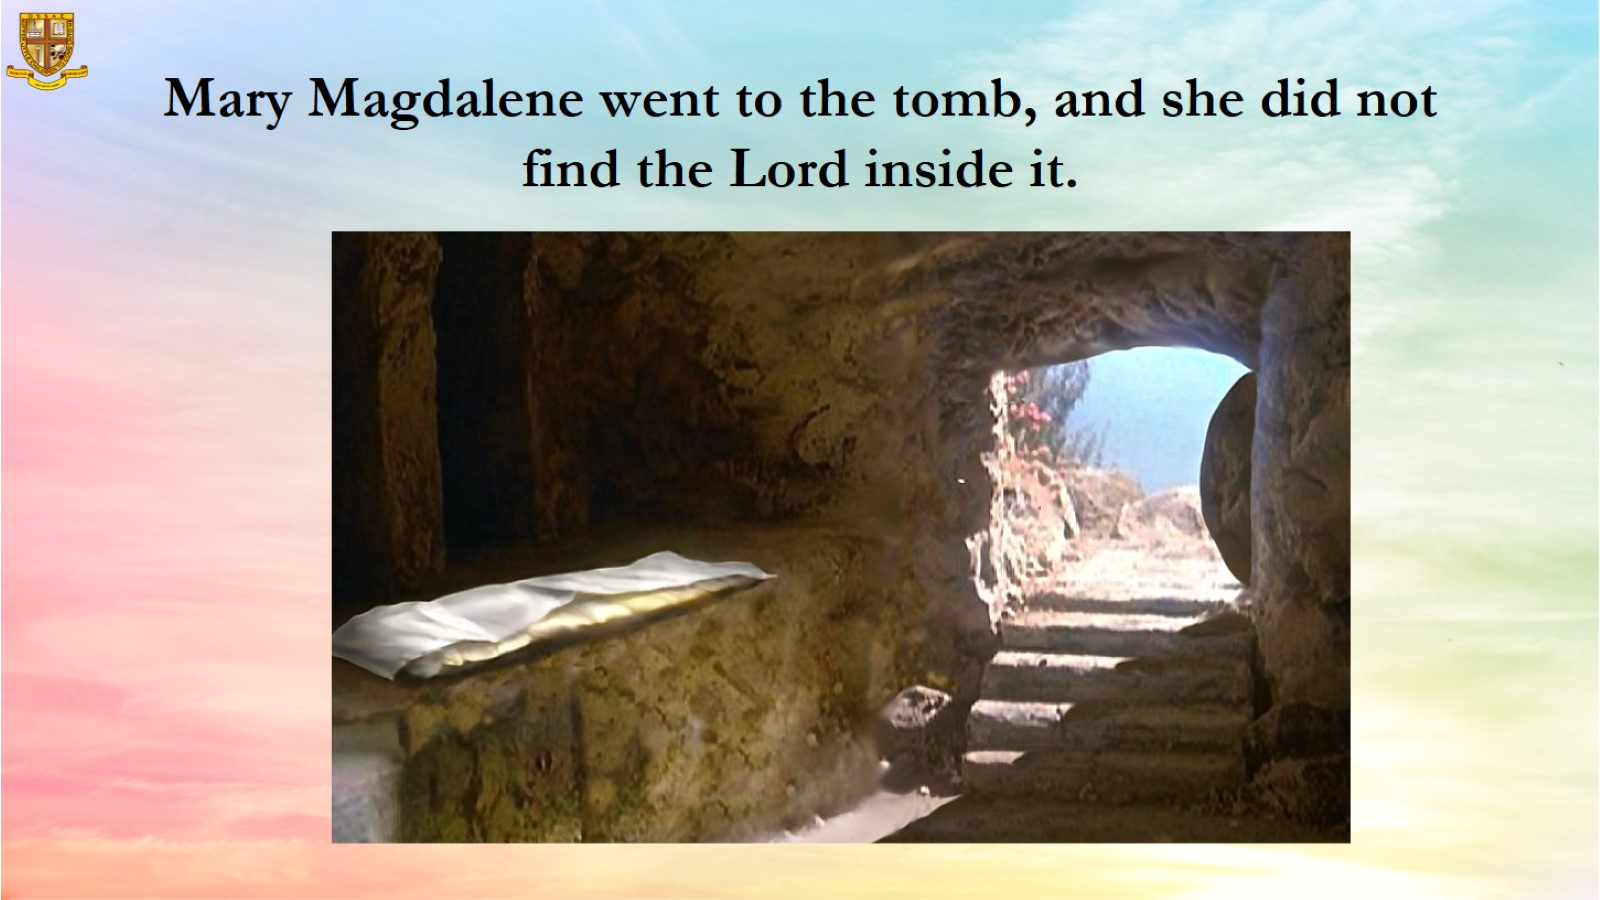 O.S.S.A.E
Mary Magdalene went to the tomb, and she did not
find the Lord inside it.